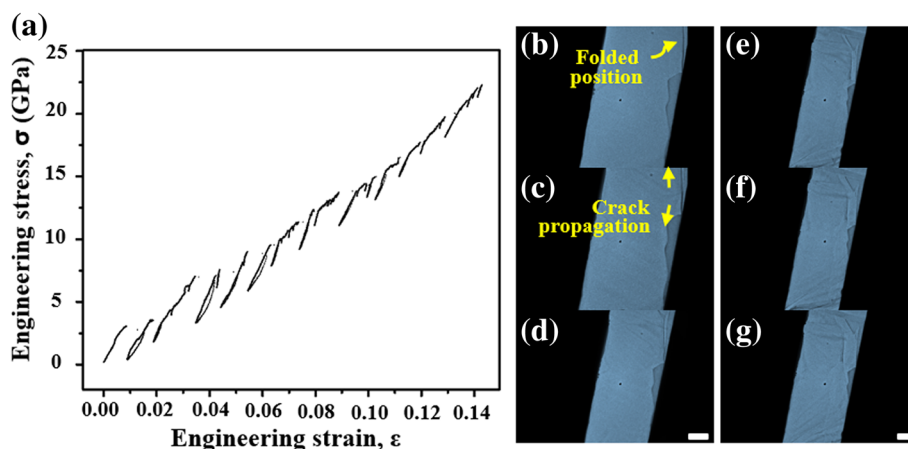 (a)
25
20
15
10
5
0
Engineering stress, σ (GPa)
0.00 0.02 0.04 0.06 0.08 0.10 0.12 0.14
Engineering strain, ε
(b)
Folded
position
(c)
Crack
propagation
(d)
(e)
(f)
(g)